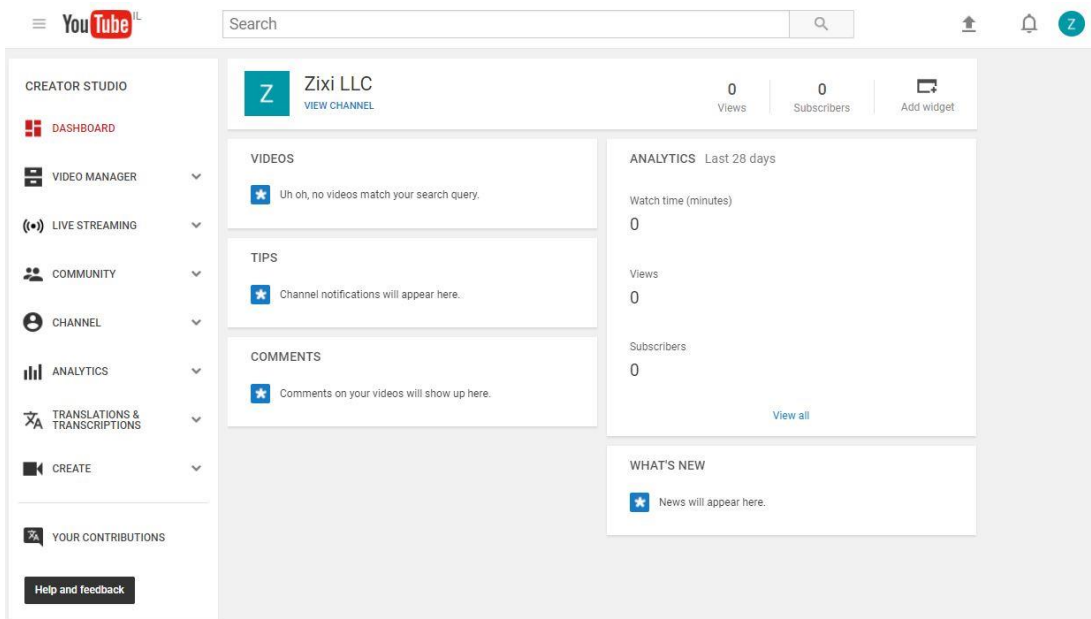 YouTube IL
Search
Z
CREATOR STUDIO
DASHBOARD
VIDEO MANAGER
LIVE STREAMING
COMMUNITY
CHANNEL
ANALYTICS
TRANSLATIONS &
TRANSCRIPTIONS
CREATE
YOUR CONTRIBUTIONS
Help and feedback
Z
Zixi LLC
VIEW CHANNEL
0
Views
0
Subscribers
Add widget
VIDEOS
Uh oh, no videos match your search query.
TIPS
Channel notifications will appear here.
COMMENTS
Comments on your videos will show up here.
ANALYTICS Last 28 days
Watch time (minutes)
0
Views
0
Subscribers
0
View all
WHAT'S NEW
News will appear here.